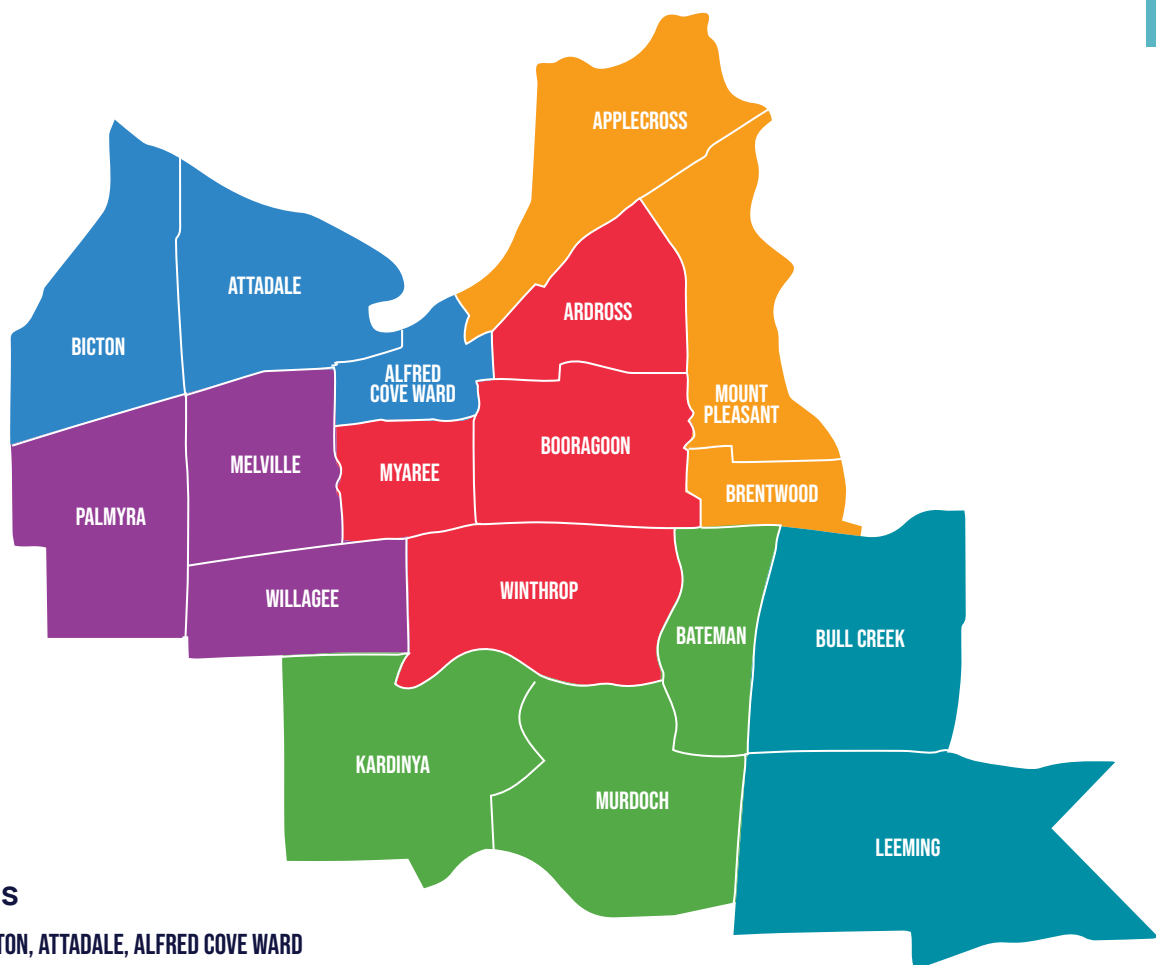 APPLECROSS
ATTADALE
ARDROSS
BICTON
ALFRED
COVE WARD
MOUNT
PLEASANT
BOORAGOON
MELVILLE
MYAREE
BRENTWOOD
PALMYRA
WINTHROP
WILLAGEE
BATEMAN
BULL CREEK
KARDINYA
MURDOCH
LEEMING
S
TON, ATTADALE, ALFRED COVE WARD